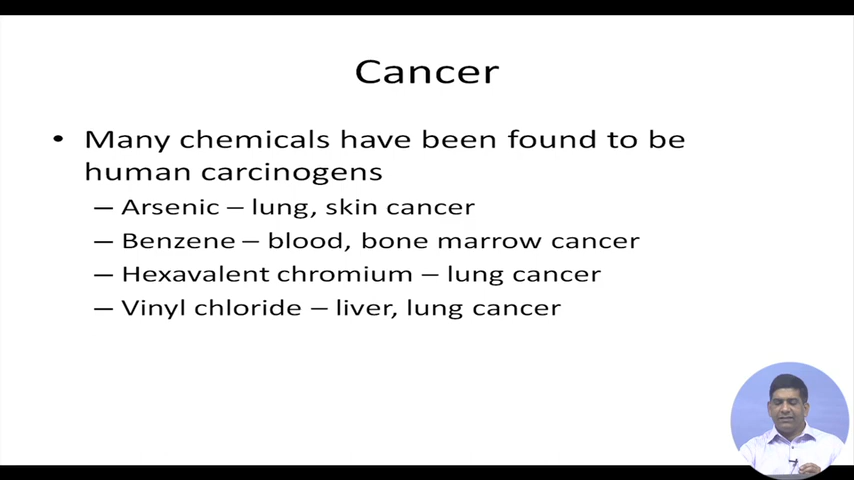 Cancer
• Many chemicals have been found to be
human carcinogens
– Arsenic – lung, skin cancer
– Benzene – blood, bone marrow cancer
– Hexavalent chromium – lung cancer
– Vinyl chloride – liver, lung cancer